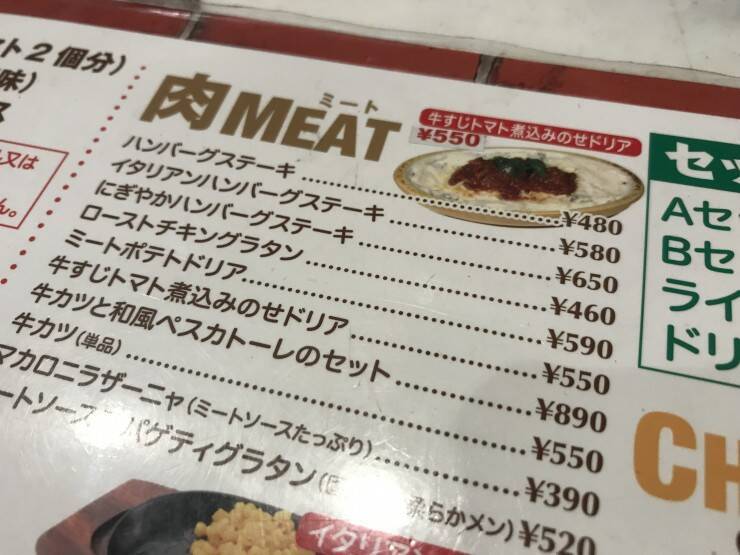 ト2個分)
味)
ス
又は
ん。
肉 MEAT
ミート
牛すじトマト煮込みのせドリア
¥550
ハンバーグステーキ ¥480
イタリアンハンバーグステーキ ¥580
にぎやかハンバーグステーキ ¥650
ローストチキングラタン ¥460
ミートポテトドリア ¥590
牛すじトマト煮込みのせドリア ¥550
牛カツと和風ペスカトーレのセット ¥890
牛カツ(単品) ¥550
マカロニラザーニャ(ミートソースたっぷり) ¥390
ートソース パゲティグラタン( 柔らかメン) ¥520
セッ
Aセ
Bセ
ライ
ドリ
CH
イタリア